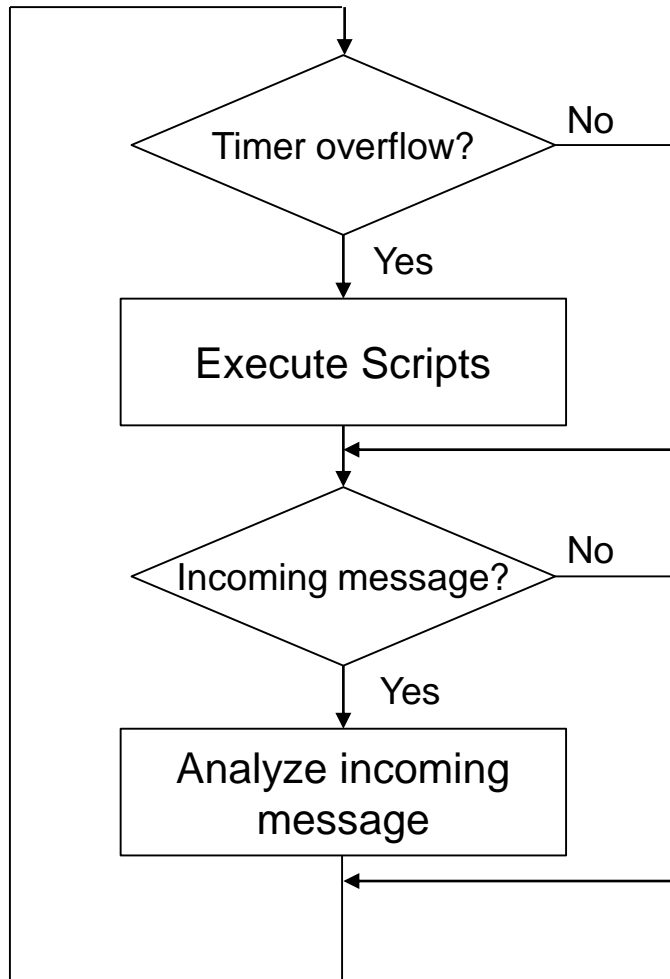 Timer overflow?
No
Yes
Execute Scripts
Incoming message?
No
Yes
Analyze incoming
message